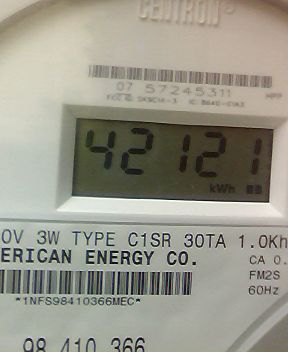 CENTRON®
07 57245311
42121
kWh
0V 3W TYPE C1SR 30TA 1.0Kh
ERICAN ENERGY CO.
CA 0.
FM2S
60Hz
*1NFS98410366MEC*
98 410 366